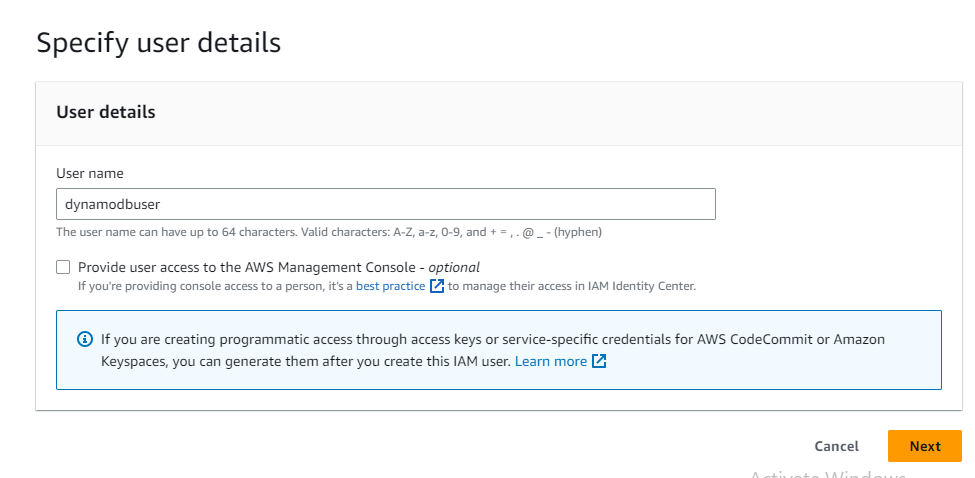 Specify user details
User details
User name
dynamodbuser
The user name can have up to 64 characters. Valid characters: A-Z, a-z, 0-9, and + = , . @ _ - (hyphen)
Provide user access to the AWS Management Console - optional
If you're providing console access to a person, it's a best practice to manage their access in IAM Identity Center.
If you are creating programmatic access through access keys or service-specific credentials for AWS CodeCommit or Amazon
Keyspaces, you can generate them after you create this IAM user. Learn more
Cancel Next
Activate Windows